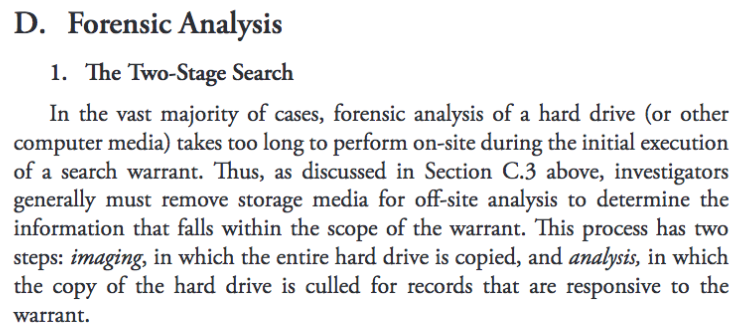 D. Forensic Analysis
1. The Two-Stage Search
In the vast majority of cases, forensic analysis of a hard drive (or other
computer media) takes too long to perform on-site during the initial execution
of a search warrant. Thus, as discussed in Section C.3 above, investigators
generally must remove storage media for off-site analysis to determine the
information that falls within the scope of the warrant. This process has two
steps: imaging, in which the entire hard drive is copied, and analysis, in which
the copy of the hard drive is culled for records that are responsive to the
warrant.